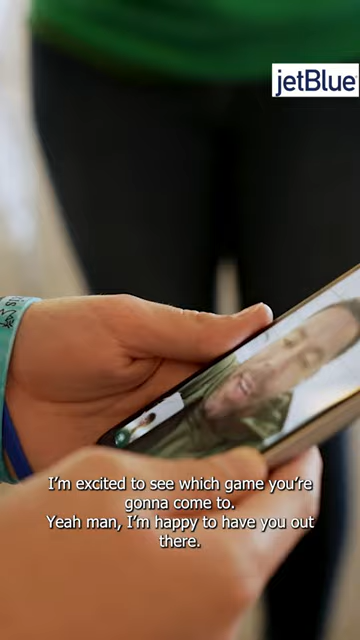 jetBlue
I'm excited to see which game you're
gonna come to.
Yeah man, I'm happy to have you out
there.